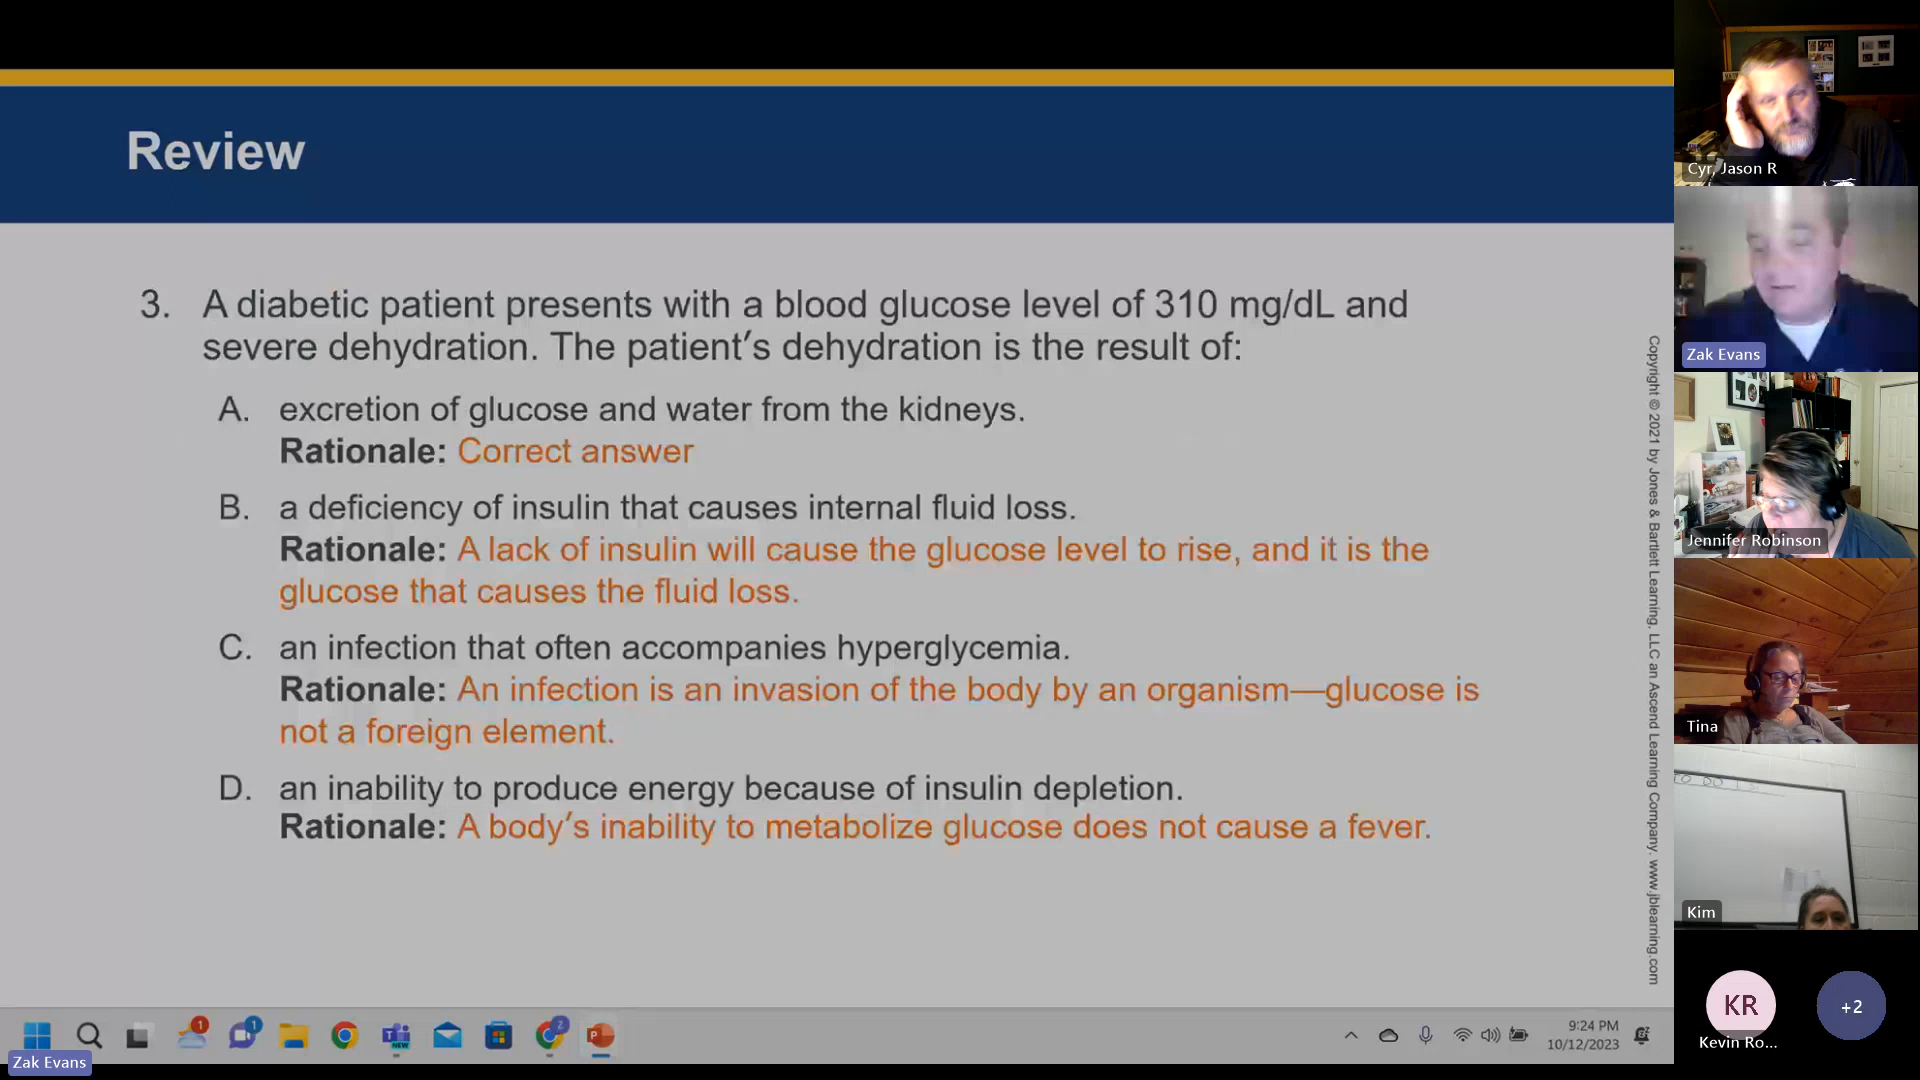 Review
3. A diabetic patient presents with a blood glucose level of 310 mg/dL and
severe dehydration. The patient's dehydration is the result of:
A. excretion of glucose and water from the kidneys.
Rationale: Correct answer
B. a deficiency of insulin that causes internal fluid loss.
Rationale: A lack of insulin will cause the glucose level to rise, and it is the
glucose that causes the fluid loss.
C. an infection that often accompanies hyperglycemia.
Rationale: An infection is an invasion of the body by an organism—glucose is
not a foreign element.
D. an inability to produce energy because of insulin depletion.
Rationale: A body's inability to metabolize glucose does not cause a fever.
Copyright © 2021 by Jones & Bartlett Learning, LLC an Ascend Learning Company. www.jblearning.com
Cyr, Jason R
Zak Evans
Jennifer Robinson
Tina
TO DO LIST
Kim
KR
+2
Kevin Ro...
1
1
NEW
2
P
9:24 PM
10/12/2023
Zak Evans